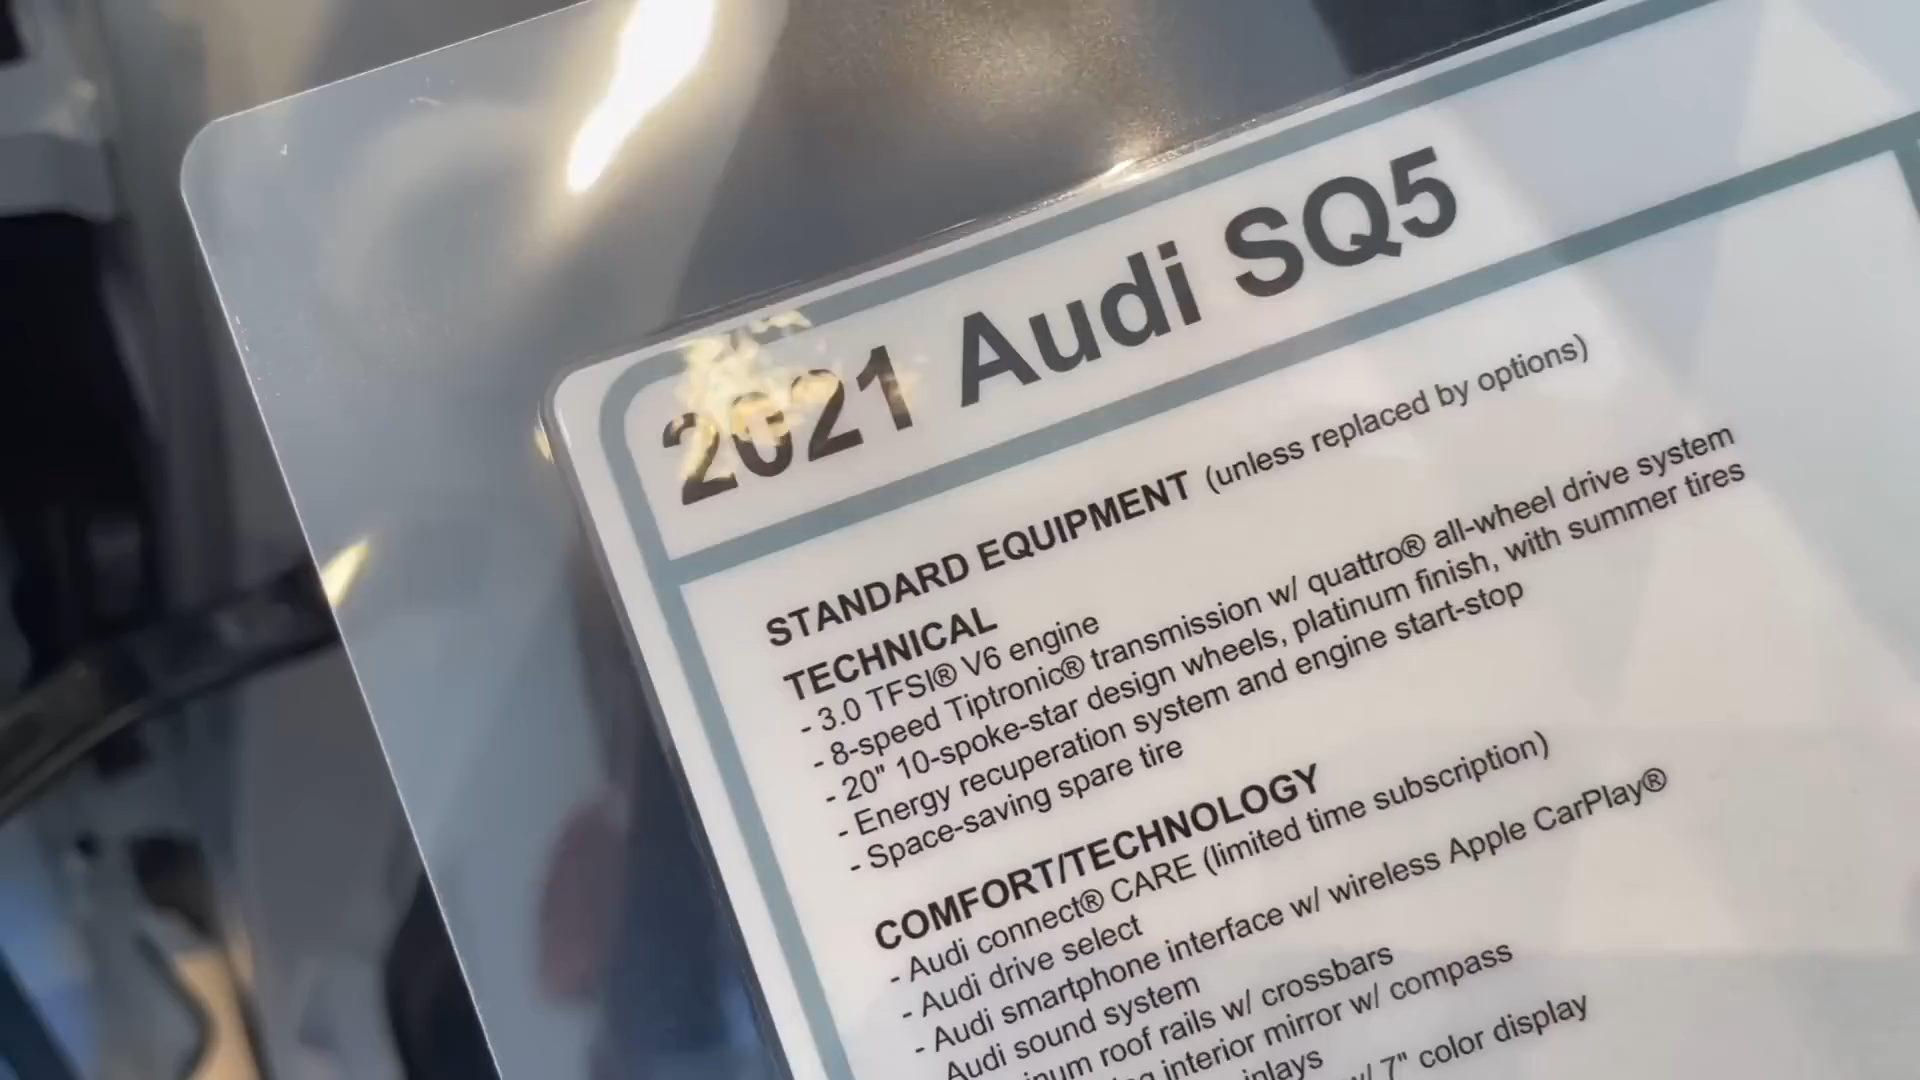 2021 Audi SQ5
STANDARD EQUIPMENT (unless replaced by options)
TECHNICAL
- 3.0 TFSI® V6 engine
- 8-speed Tiptronic® transmission w/ quattro® all-wheel drive system
- 20" 10-spoke-star design wheels, platinum finish, with summer tires
- Energy recuperation system and engine start-stop
- Space-saving spare tire
COMFORT/TECHNOLOGY
- Audi connect® CARE (limited time subscription)
- Audi drive select
- Audi smartphone interface w/ wireless Apple CarPlay®
Audi sound system
roof rails w/ crossbars
interior mirror w/ compass
inlays
w/ 7" color display